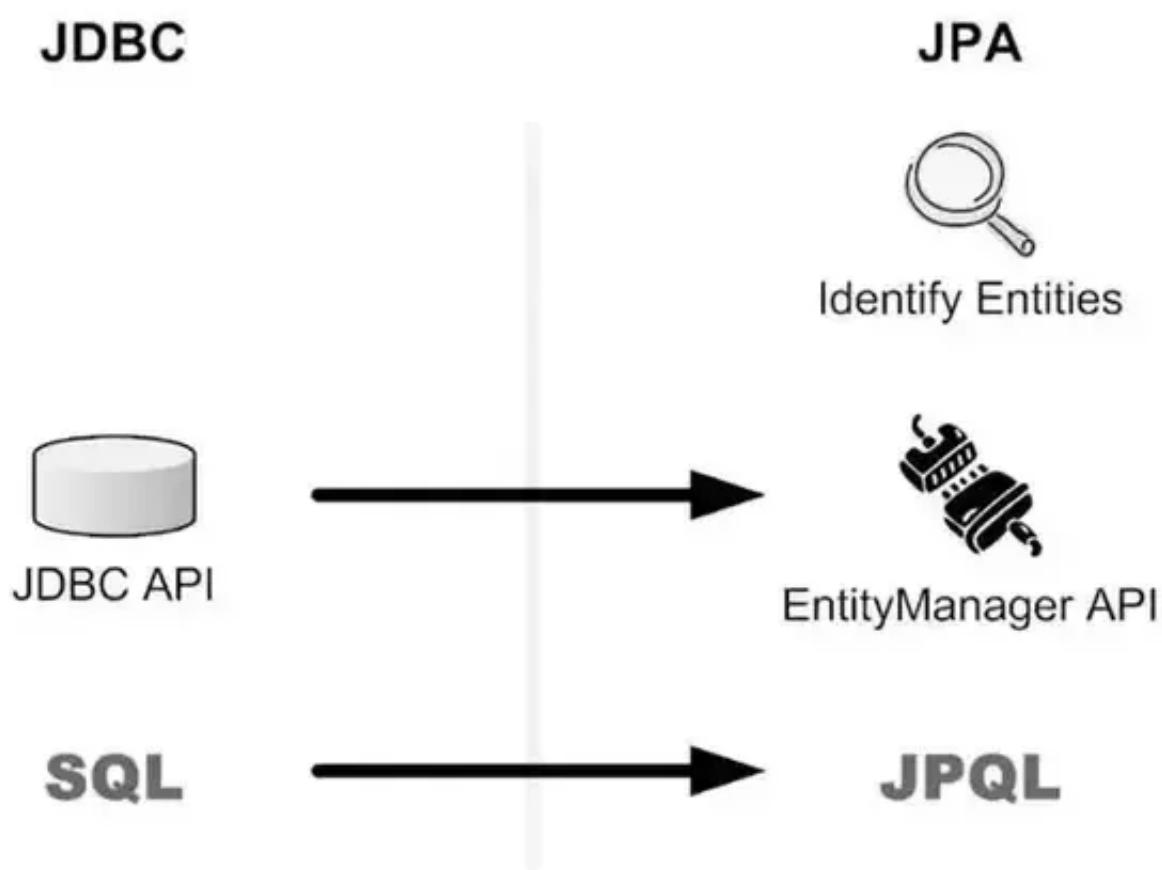 JDBC
JPA
Identify Entities
JDBC API
EntityManager API
SQL
JPQL